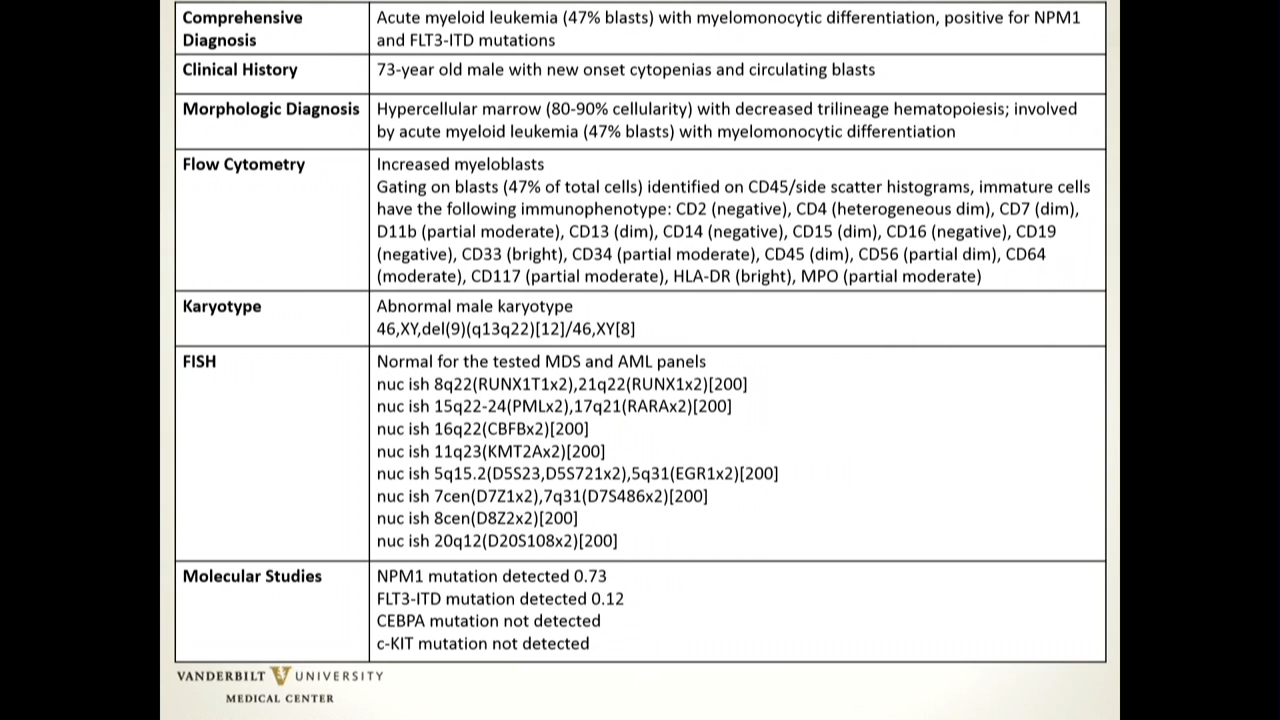 Comprehensive Diagnosis
Acute myeloid leukemia (47% blasts) with myelomonocytic differentiation, positive for NPM1
and FLT3-ITD mutations
Clinical History
73-year old male with new onset cytopenias and circulating blasts
Morphologic Diagnosis
Hypercellular marrow (80-90% cellularity) with decreased trilineage hematopoiesis; involved
by acute myeloid leukemia (47% blasts) with myelomonocytic differentiation
Flow Cytometry
Increased myeloblasts
Gating on blasts (47% of total cells) identified on CD45/side scatter histograms, immature cells
have the following immunophenotype: CD2 (negative), CD4 (heterogeneous dim), CD7 (dim),
D11b (partial moderate), CD13 (dim), CD14 (negative), CD15 (dim), CD16 (negative), CD19
(negative), CD33 (bright), CD34 (partial moderate), CD45 (dim), CD56 (partial dim), CD64
(moderate), CD117 (partial moderate), HLA-DR (bright), MPO (partial moderate)
Karyotype
Abnormal male karyotype
46,XY,del(9)(q13q22)[12]/46,XY[8]
FISH
Normal for the tested MDS and AML panels
nuc ish 8q22(RUNX1T1x2),21q22(RUNX1x2)[200]
nuc ish 15q22-24(PMLx2),17q21(RARAx2)[200]
nuc ish 16q22(CBFBx2)[200]
nuc ish 11q23(KMT2Ax2)[200]
nuc ish 5q15.2(D5S23,D5S721x2),5q31(EGR1x2)[200]
nuc ish 7cen(D7Z1x2),7q31(D7S486x2)[200]
nuc ish 8cen(D8Z2x2)[200]
nuc ish 20q12(D20S108x2)[200]
Molecular Studies
NPM1 mutation detected 0.73
FLT3-ITD mutation detected 0.12
CEBPA mutation not detected
c-KIT mutation not detected
VANDERBILT V UNIVERSITY
MEDICAL CENTER